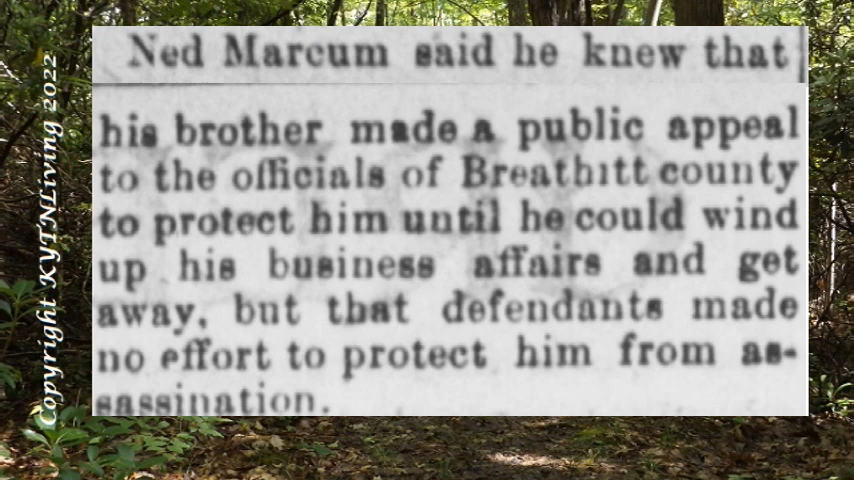 Ned Marcum said he knew that
his brother made a public appeal
to the officials of Breathitt county
to protect him until he could wind
up his business affairs and get
away, but that defendants made
no effort to protect him from as-
sassination.
Copyright KYTNLiving 2022